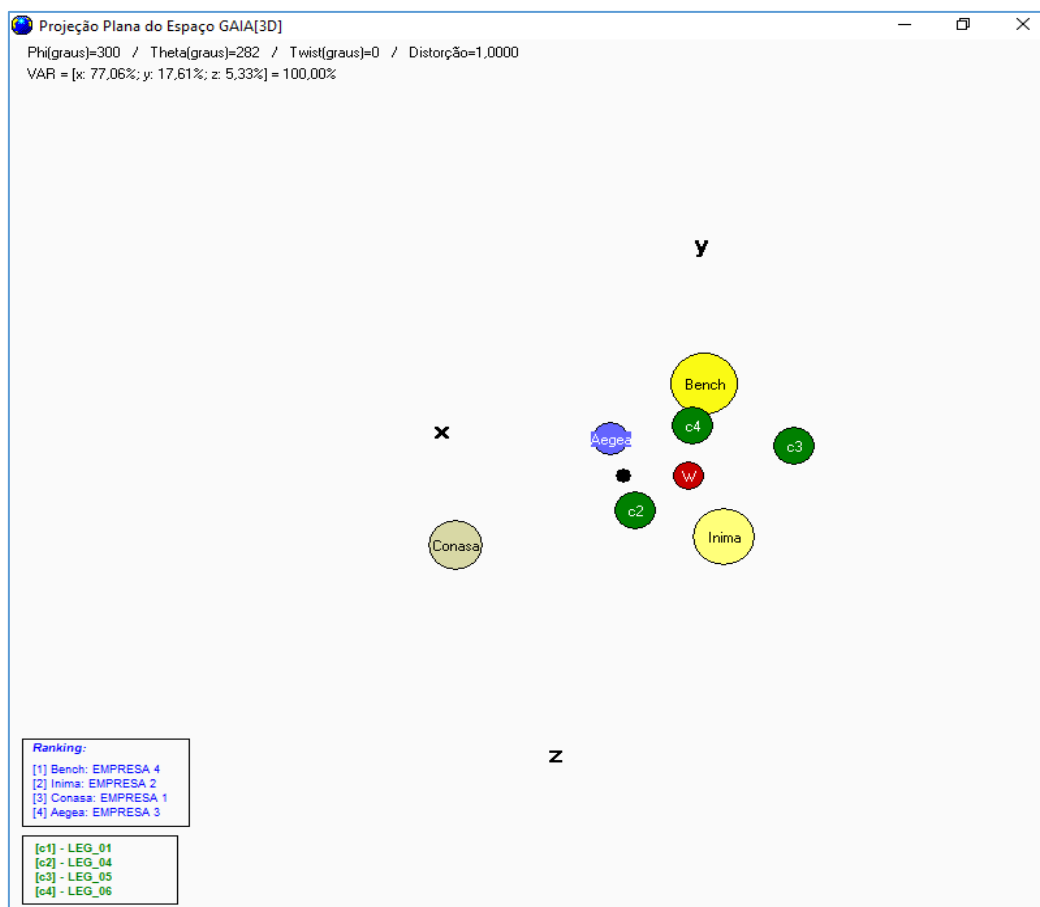 Projeção Plana do Espaço GAIA[3D]
Phi(graus)=300 / Theta(graus)=282 / Twist(graus)=0 / Distorção=1,0000
VAR = [x: 77,06%; y: 17,61%; z: 5,33%] = 100,00%
y
Bench
c4
x
Aegea
c3
W
c2
Inima
Conasa
z
Ranking:
[1] Bench: EMPRESA 4
[2] Inima: EMPRESA 2
[3] Conasa: EMPRESA 1
[4] Aegea: EMPRESA 3
[c1] - LEG_01
[c2] - LEG_04
[c3] - LEG_05
[c4] - LEG_06